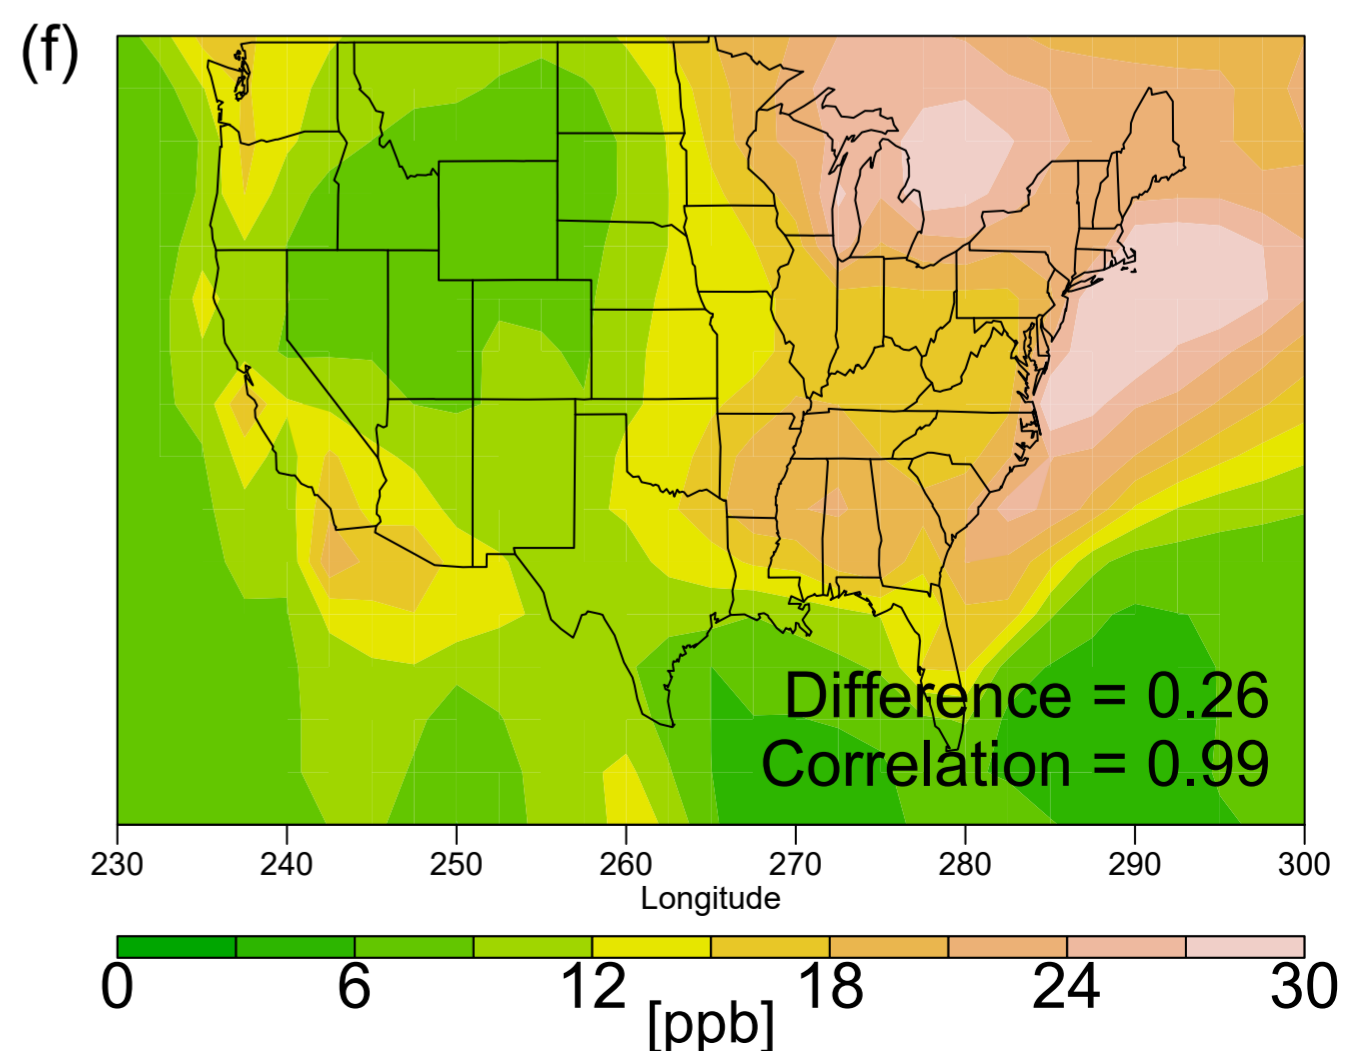 (f)
Difference = 0.26
Correlation = 0.99
230 240 250 260 270 280 290 300
Longitude
0 6 12 18 24 30
[ppb]